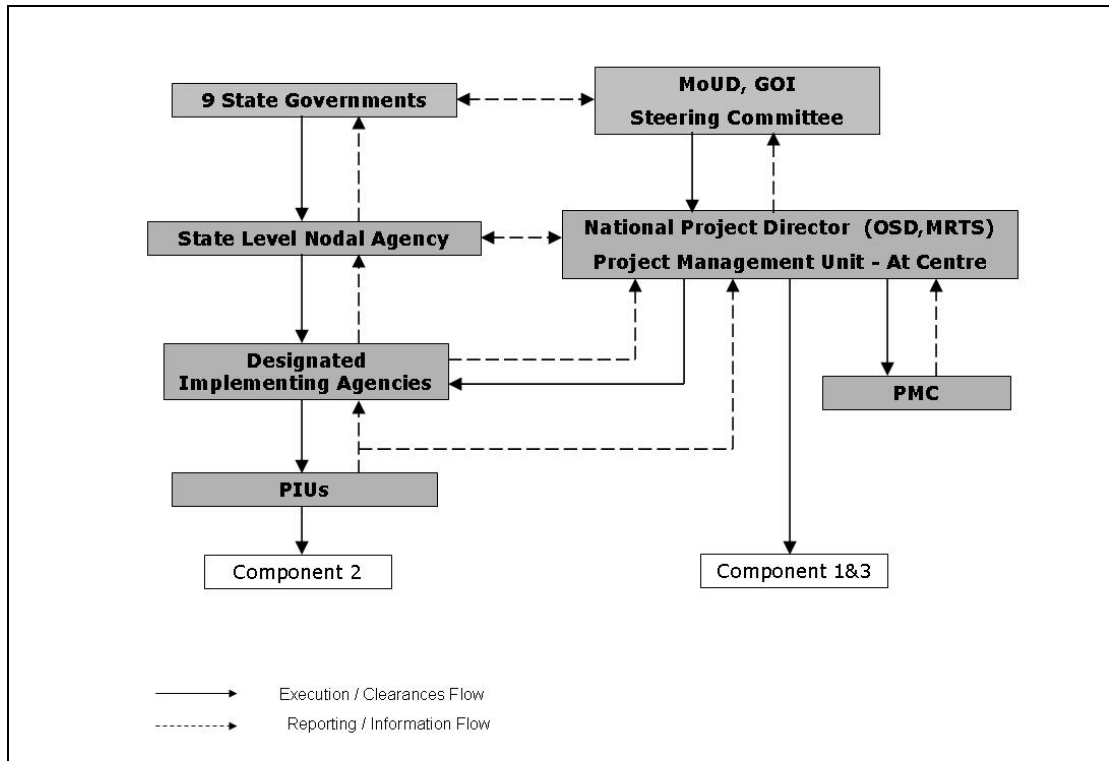 9 State Governments
MoUD, GOI
Steering Committee
State Level Nodal Agency
National Project Director (OSD,MRTS)
Project Management Unit - At Centre
Designated
Implementing Agencies
PMC
PIUs
Component 2
Component 1&3
Execution / Clearances Flow
Reporting / Information Flow